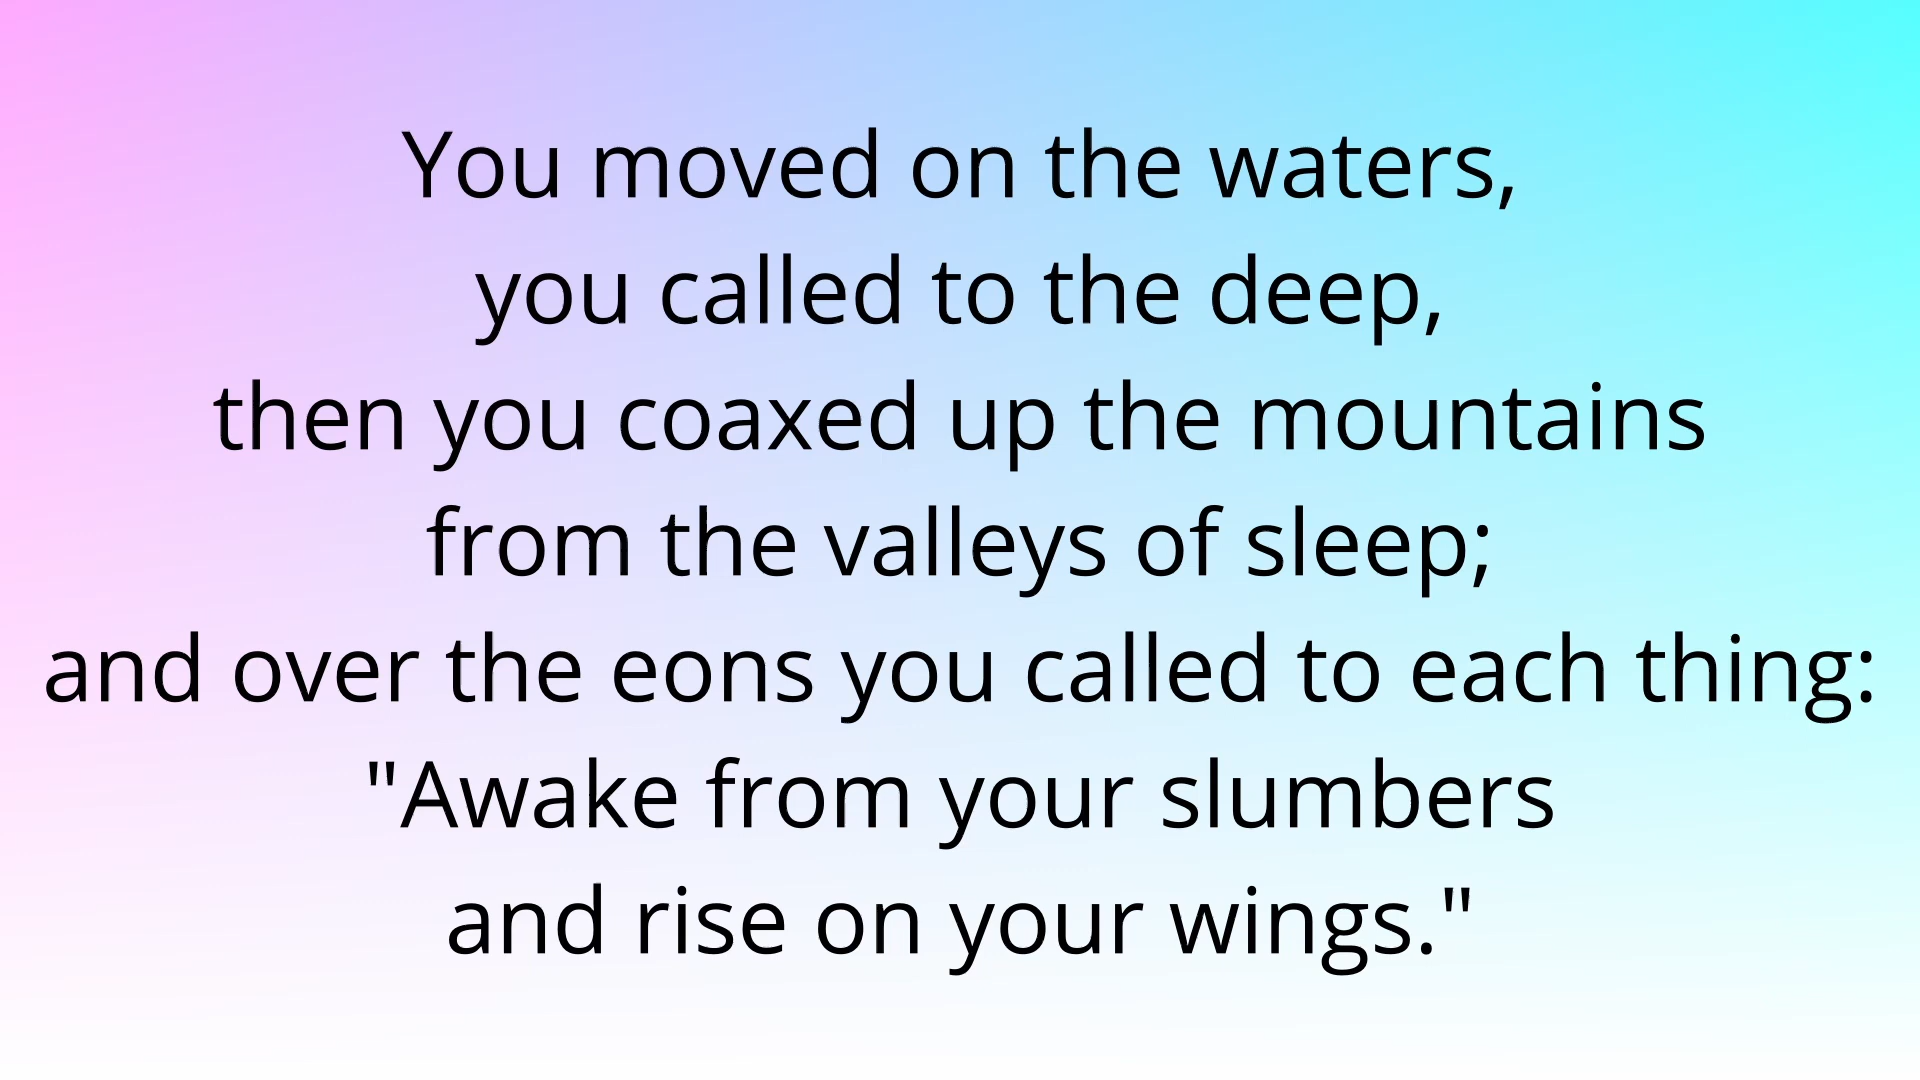 You moved on the waters,
you called to the deep,
then you coaxed up the mountains
from the valleys of sleep;
and over the eons you called to each thing:
"Awake from your slumbers
and rise on your wings."